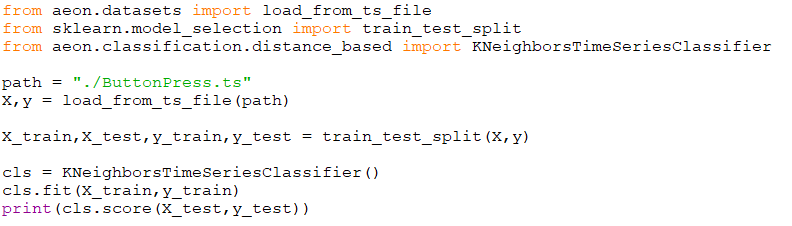 from aeon.datasets import load_from_ts_file
from sklearn.model_selection import train_test_split
from aeon.classification.distance_based import KNeighborsTimeSeriesClassifier
path = "./ButtonPress.ts"
X,y = load_from_ts_file(path)
X_train,X_test,y_train,y_test = train_test_split(X,y)
cls = KNeighborsTimeSeriesClassifier()
cls.fit(X_train,y_train)
print(cls.score(X_test,y_test))